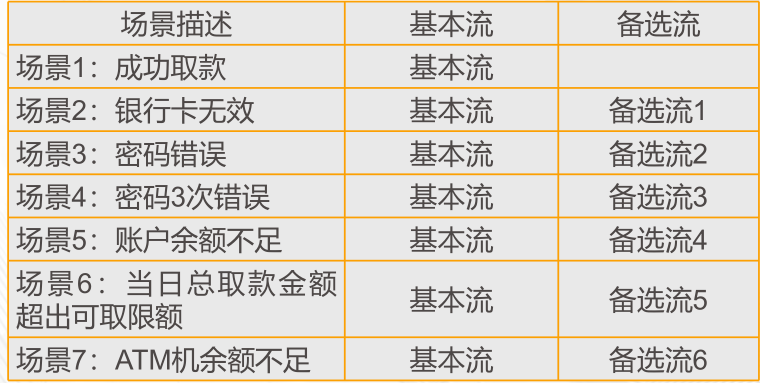 场景描述 基本流 备选流
场景1：成功取款 基本流
场景2：银行卡无效 基本流 备选流1
场景3：密码错误 基本流 备选流2
场景4：密码3次错误 基本流 备选流3
场景5：账户余额不足 基本流 备选流4
场景6：当日总取款金额
超出可取限额 基本流 备选流5
场景7：ATM机余额不足 基本流 备选流6